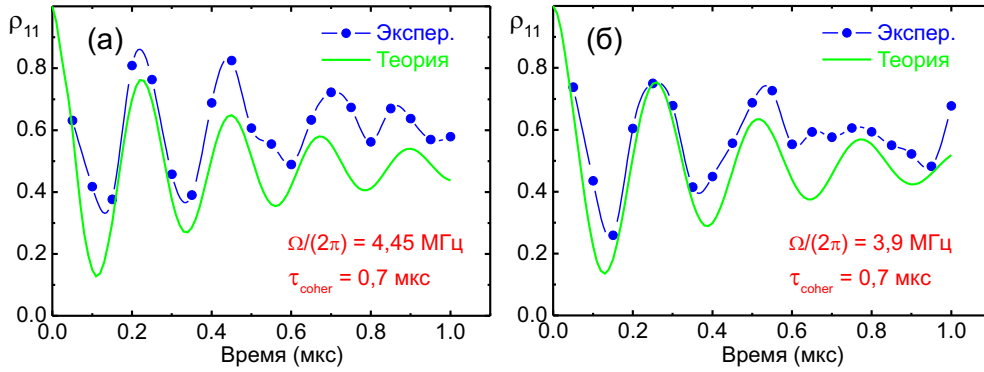 ρ₁₁
(а)
Экспер.
Теория
0.8
0.6
0.4
0.2
0.0
Ω/(2π) = 4,45 МГц
τcoher = 0,7 мкс
0.0 0.2 0.4 0.6 0.8 1.0
Время (мкс)
ρ₁₁
(б)
Экспер.
Теория
0.8
0.6
0.4
0.2
0.0
Ω/(2π) = 3,9 МГц
τcoher = 0,7 мкс
0.0 0.2 0.4 0.6 0.8 1.0
Время (мкс)